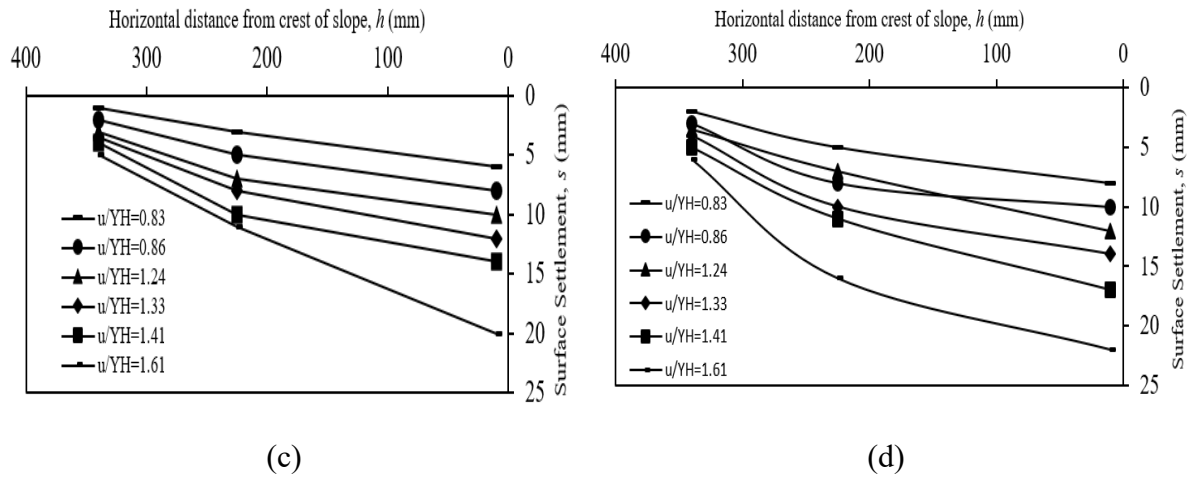 Horizontal distance from crest of slope, h (mm)
400 300 200 100 0
0
5
10
15
20
25
Surface Settlement, s (mm)
u/YH=0.83
u/YH=0.86
u/YH=1.24
u/YH=1.33
u/YH=1.41
u/YH=1.61
(c)
Horizontal distance from crest of slope, h (mm)
400 300 200 100 0
0
5
10
15
20
25
Surface Settlement, s (mm)
u/YH=0.83
u/YH=0.86
u/YH=1.24
u/YH=1.33
u/YH=1.41
u/YH=1.61
(d)